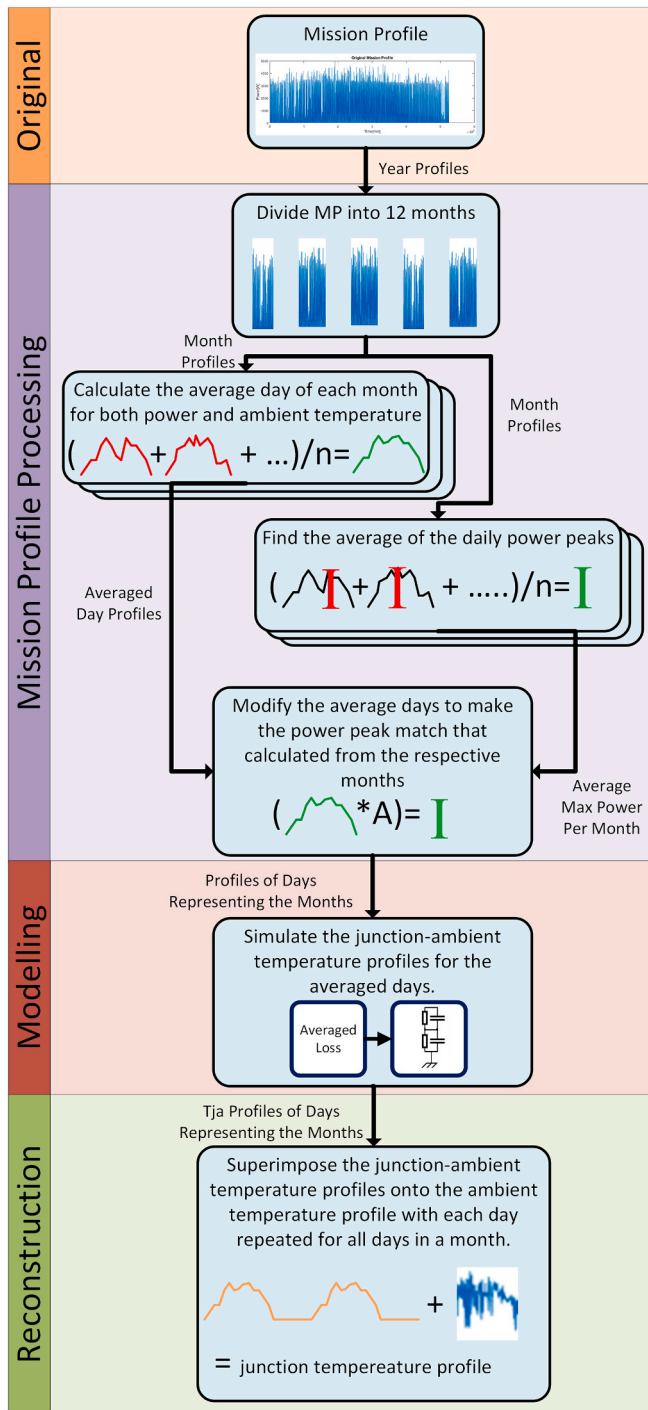 Original
Mission Profile
Original Mission Profile
Power(W)
Time(min)
Year Profiles
Mission Profile Processing
Divide MP into 12 months
Month
Profiles
Month
Profiles
Calculate the average day of each month
for both power and ambient temperature
( + + ...)/n=
Find the average of the daily power peaks
( + + .....)/n=
Averaged
Day Profiles
Modify the average days to make
the power peak match that
calculated from the respective
months
( *A)=
Average
Max Power
Per Month
Modelling
Profiles of Days
Representing the Months
Simulate the junction-ambient
temperature profiles for the
averaged days.
Averaged
Loss
Reconstruction
Tja Profiles of Days
Representing the Months
Superimpose the junction-ambient
temperature profiles onto the ambient
temperature profile with each day
repeated for all days in a month.
+
= junction tempereature profile